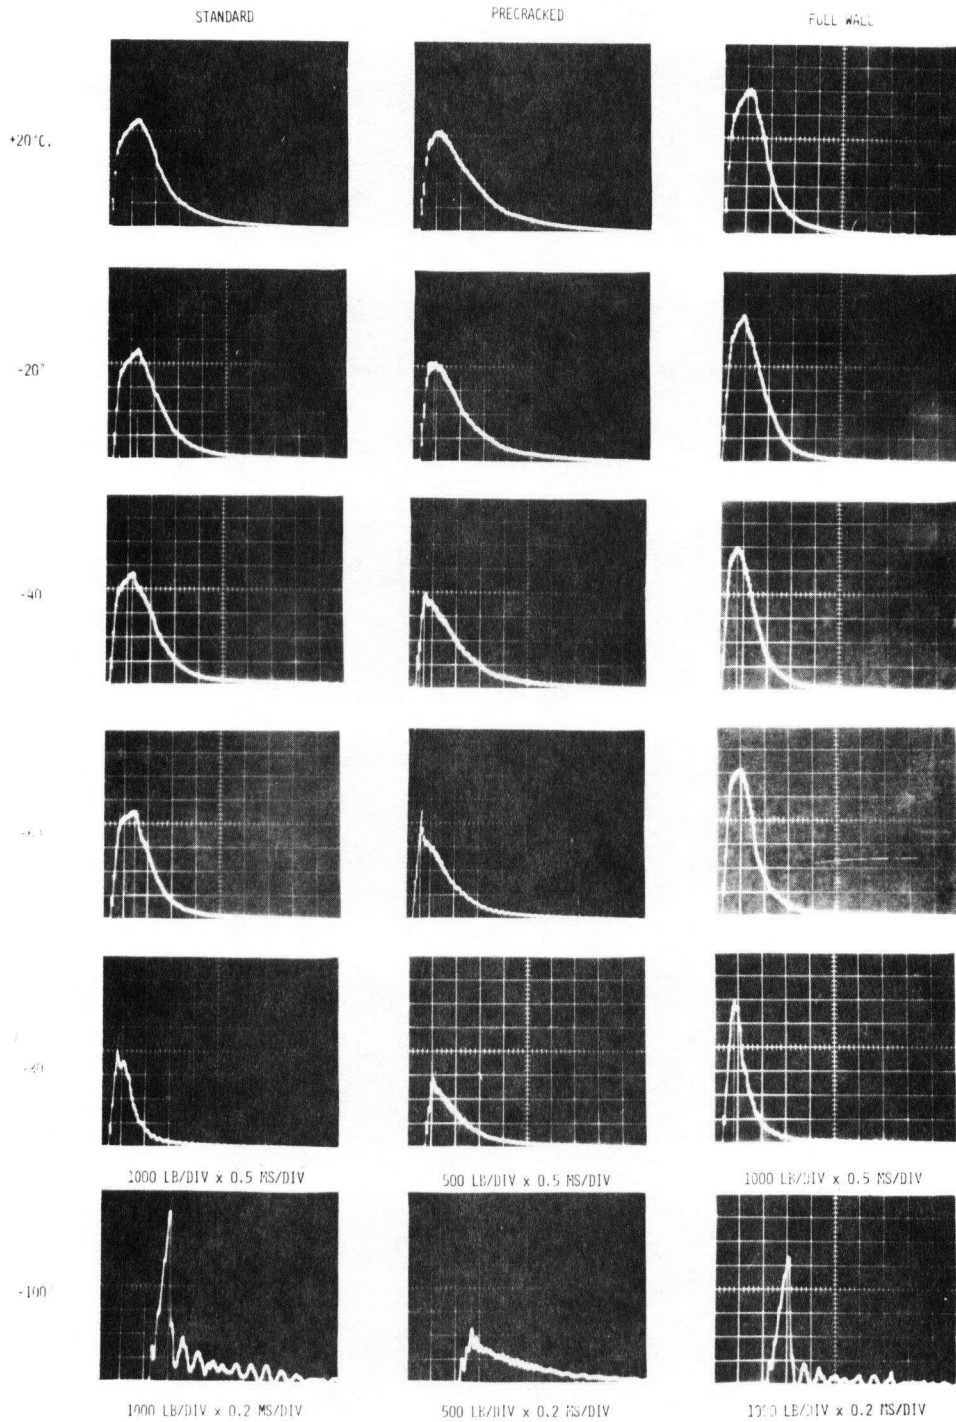 STANDARD PRECRACKED FULL WALL
+20°C.
-20°
-40
-80
1000 LB/DIV x 0.5 MS/DIV 500 LB/DIV x 0.5 MS/DIV 1000 LB/DIV x 0.5 MS/DIV
-100°
1000 LB/DIV x 0.2 MS/DIV 500 LB/DIV x 0.2 MS/DIV 1000 LB/DIV x 0.2 MS/DIV